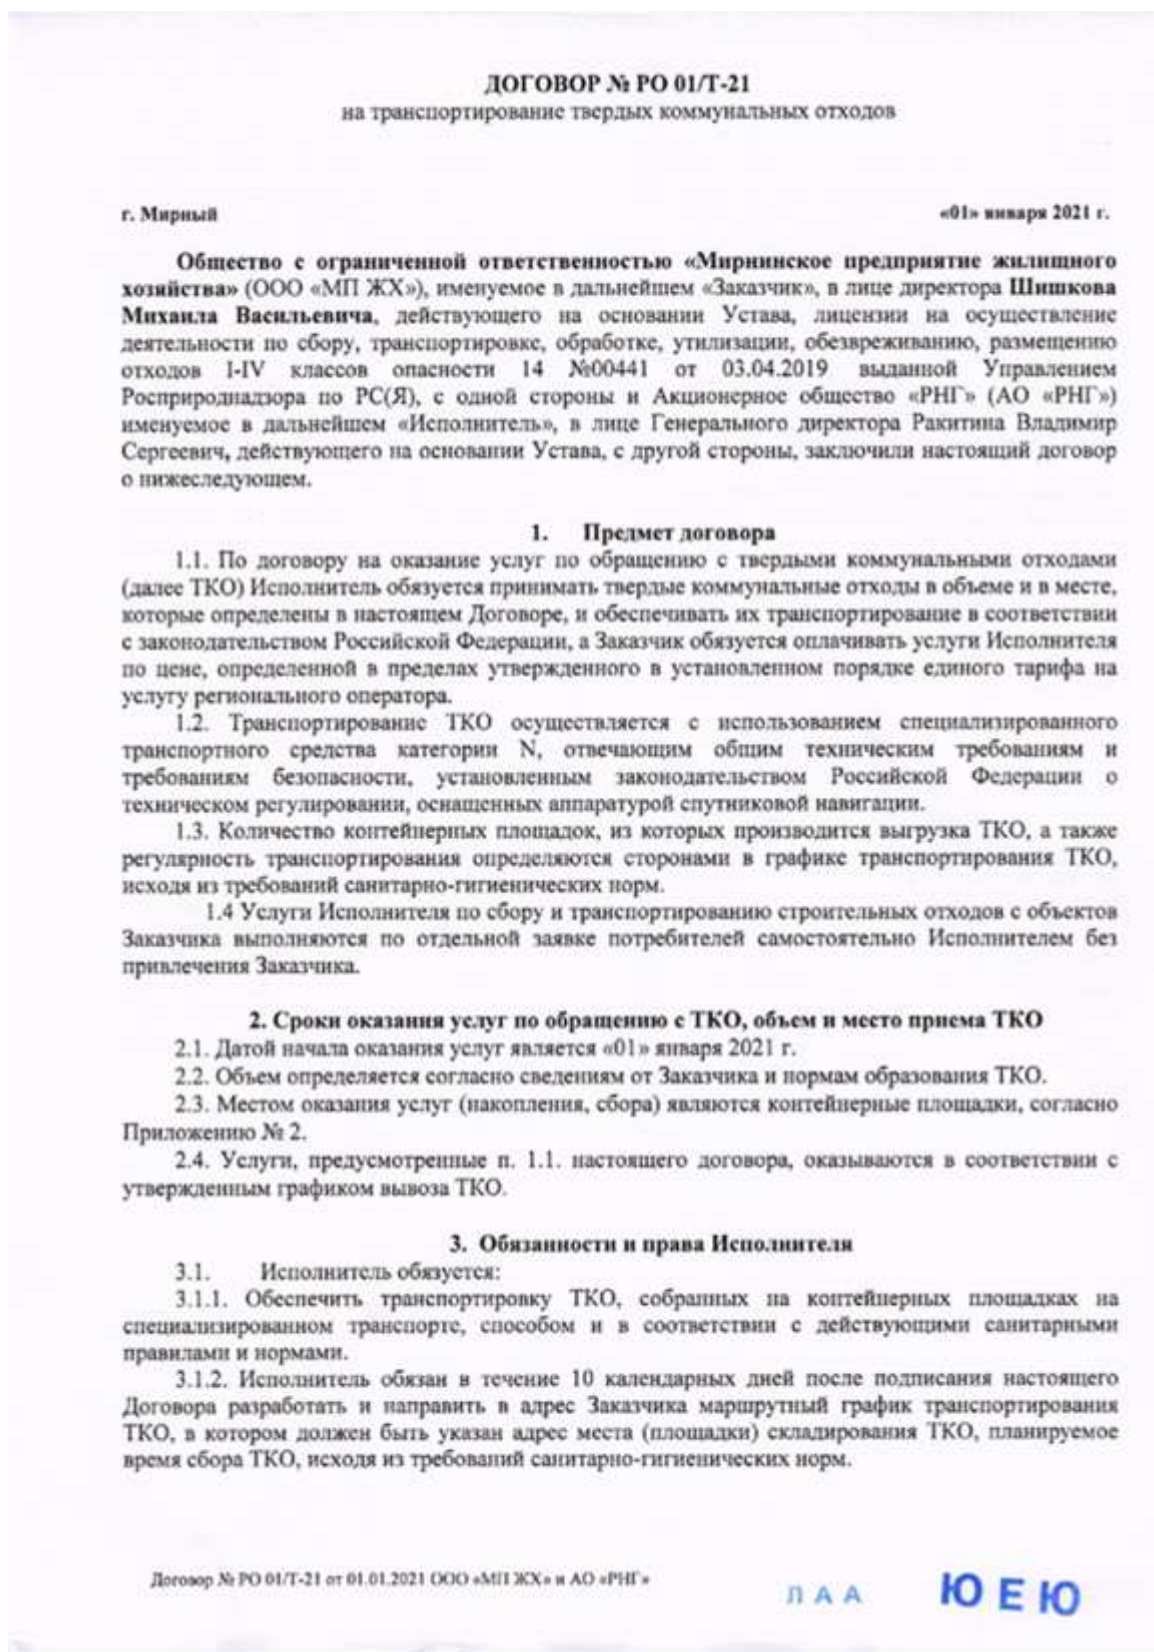 ДОГОВОР № РО 01/Т-21
на транспортирование твердых коммунальных отходов
г. Мирный «01» января 2021 г.
Общество с ограниченной ответственностью «Мирнинское предприятие жилищного
хозяйства» (ООО «МП ЖХ»), именуемое в дальнейшем «Заказчик», в лице директора Шишкова
Михаила Васильевича, действующего на основании Устава, лицензии на осуществление
деятельности по сбору, транспортировке, обработке, утилизации, обезвреживанию, размещению
отходов I-IV классов опасности 14 №00441 от 03.04.2019 выданной Управлением
Росприроднадзора по РС(Я), с одной стороны и Акционерное общество «РНГ» (АО «РНГ»)
именуемое в дальнейшем «Исполнитель», в лице Генерального директора Ракитина Владимир
Сергеевич, действующего на основании Устава, с другой стороны, заключили настоящий договор
о нижеследующем.
1. Предмет договора
1.1. По договору на оказание услуг по обращению с твердыми коммунальными отходами
(далее ТКО) Исполнитель обязуется принимать твердые коммунальные отходы в объеме и в месте,
которые определены в настоящем Договоре, и обеспечивать их транспортирование в соответствии
с законодательством Российской Федерации, а Заказчик обязуется оплачивать услуги Исполнителя
по цене, определенной в пределах утвержденного в установленном порядке единого тарифа на
услугу регионального оператора.
1.2. Транспортирование ТКО осуществляется с использованием специализированного
транспортного средства категории N, отвечающим общим техническим требованиям и
требованиям безопасности, установленным законодательством Российской Федерации о
техническом регулировании, оснащенных аппаратурой спутниковой навигации.
1.3. Количество контейнерных площадок, из которых производится выгрузка ТКО, а также
регулярность транспортирования определяются сторонами в графике транспортирования ТКО,
исходя из требований санитарно-гигиенических норм.
1.4 Услуги Исполнителя по сбору и транспортированию строительных отходов с объектов
Заказчика выполняются по отдельной заявке потребителей самостоятельно Исполнителем без
привлечения Заказчика.
2. Сроки оказания услуг по обращению с ТКО, объем и место приема ТКО
2.1. Датой начала оказания услуг является «01» января 2021 г.
2.2. Объем определяется согласно сведениям от Заказчика и нормам образования ТКО.
2.3. Местом оказания услуг (накопления, сбора) являются контейнерные площадки, согласно
Приложению № 2.
2.4. Услуги, предусмотренные п. 1.1. настоящего договора, оказываются в соответствии с
утвержденным графиком вывоза ТКО.
3. Обязанности и права Исполнителя
3.1. Исполнитель обязуется:
3.1.1. Обеспечить транспортировку ТКО, собранных на контейнерных площадках на
специализированном транспорте, способом и в соответствии с действующими санитарными
правилами и нормами.
3.1.2. Исполнитель обязан в течение 10 календарных дней после подписания настоящего
Договора разработать и направить в адрес Заказчика маршрутный график транспортирования
ТКО, в котором должен быть указан адрес места (площадки) складирования ТКО, планируемое
время сбора ТКО, исходя из требований санитарно-гигиенических норм.
Договор № РО 01/Т-21 от 01.01.2021 ООО «МП ЖХ» и АО «РНГ»
ЛАА ЮЕЮ